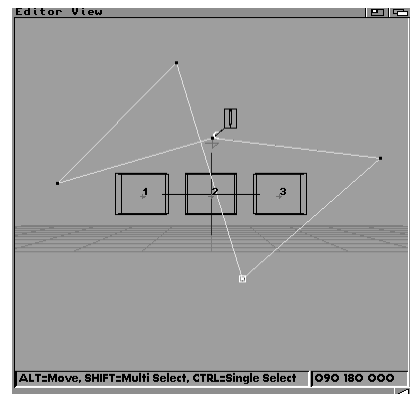 Editor View
1 2 3
ALT=Move, SHIFT=Multi Select, CTRL=Single Select 090 180 000